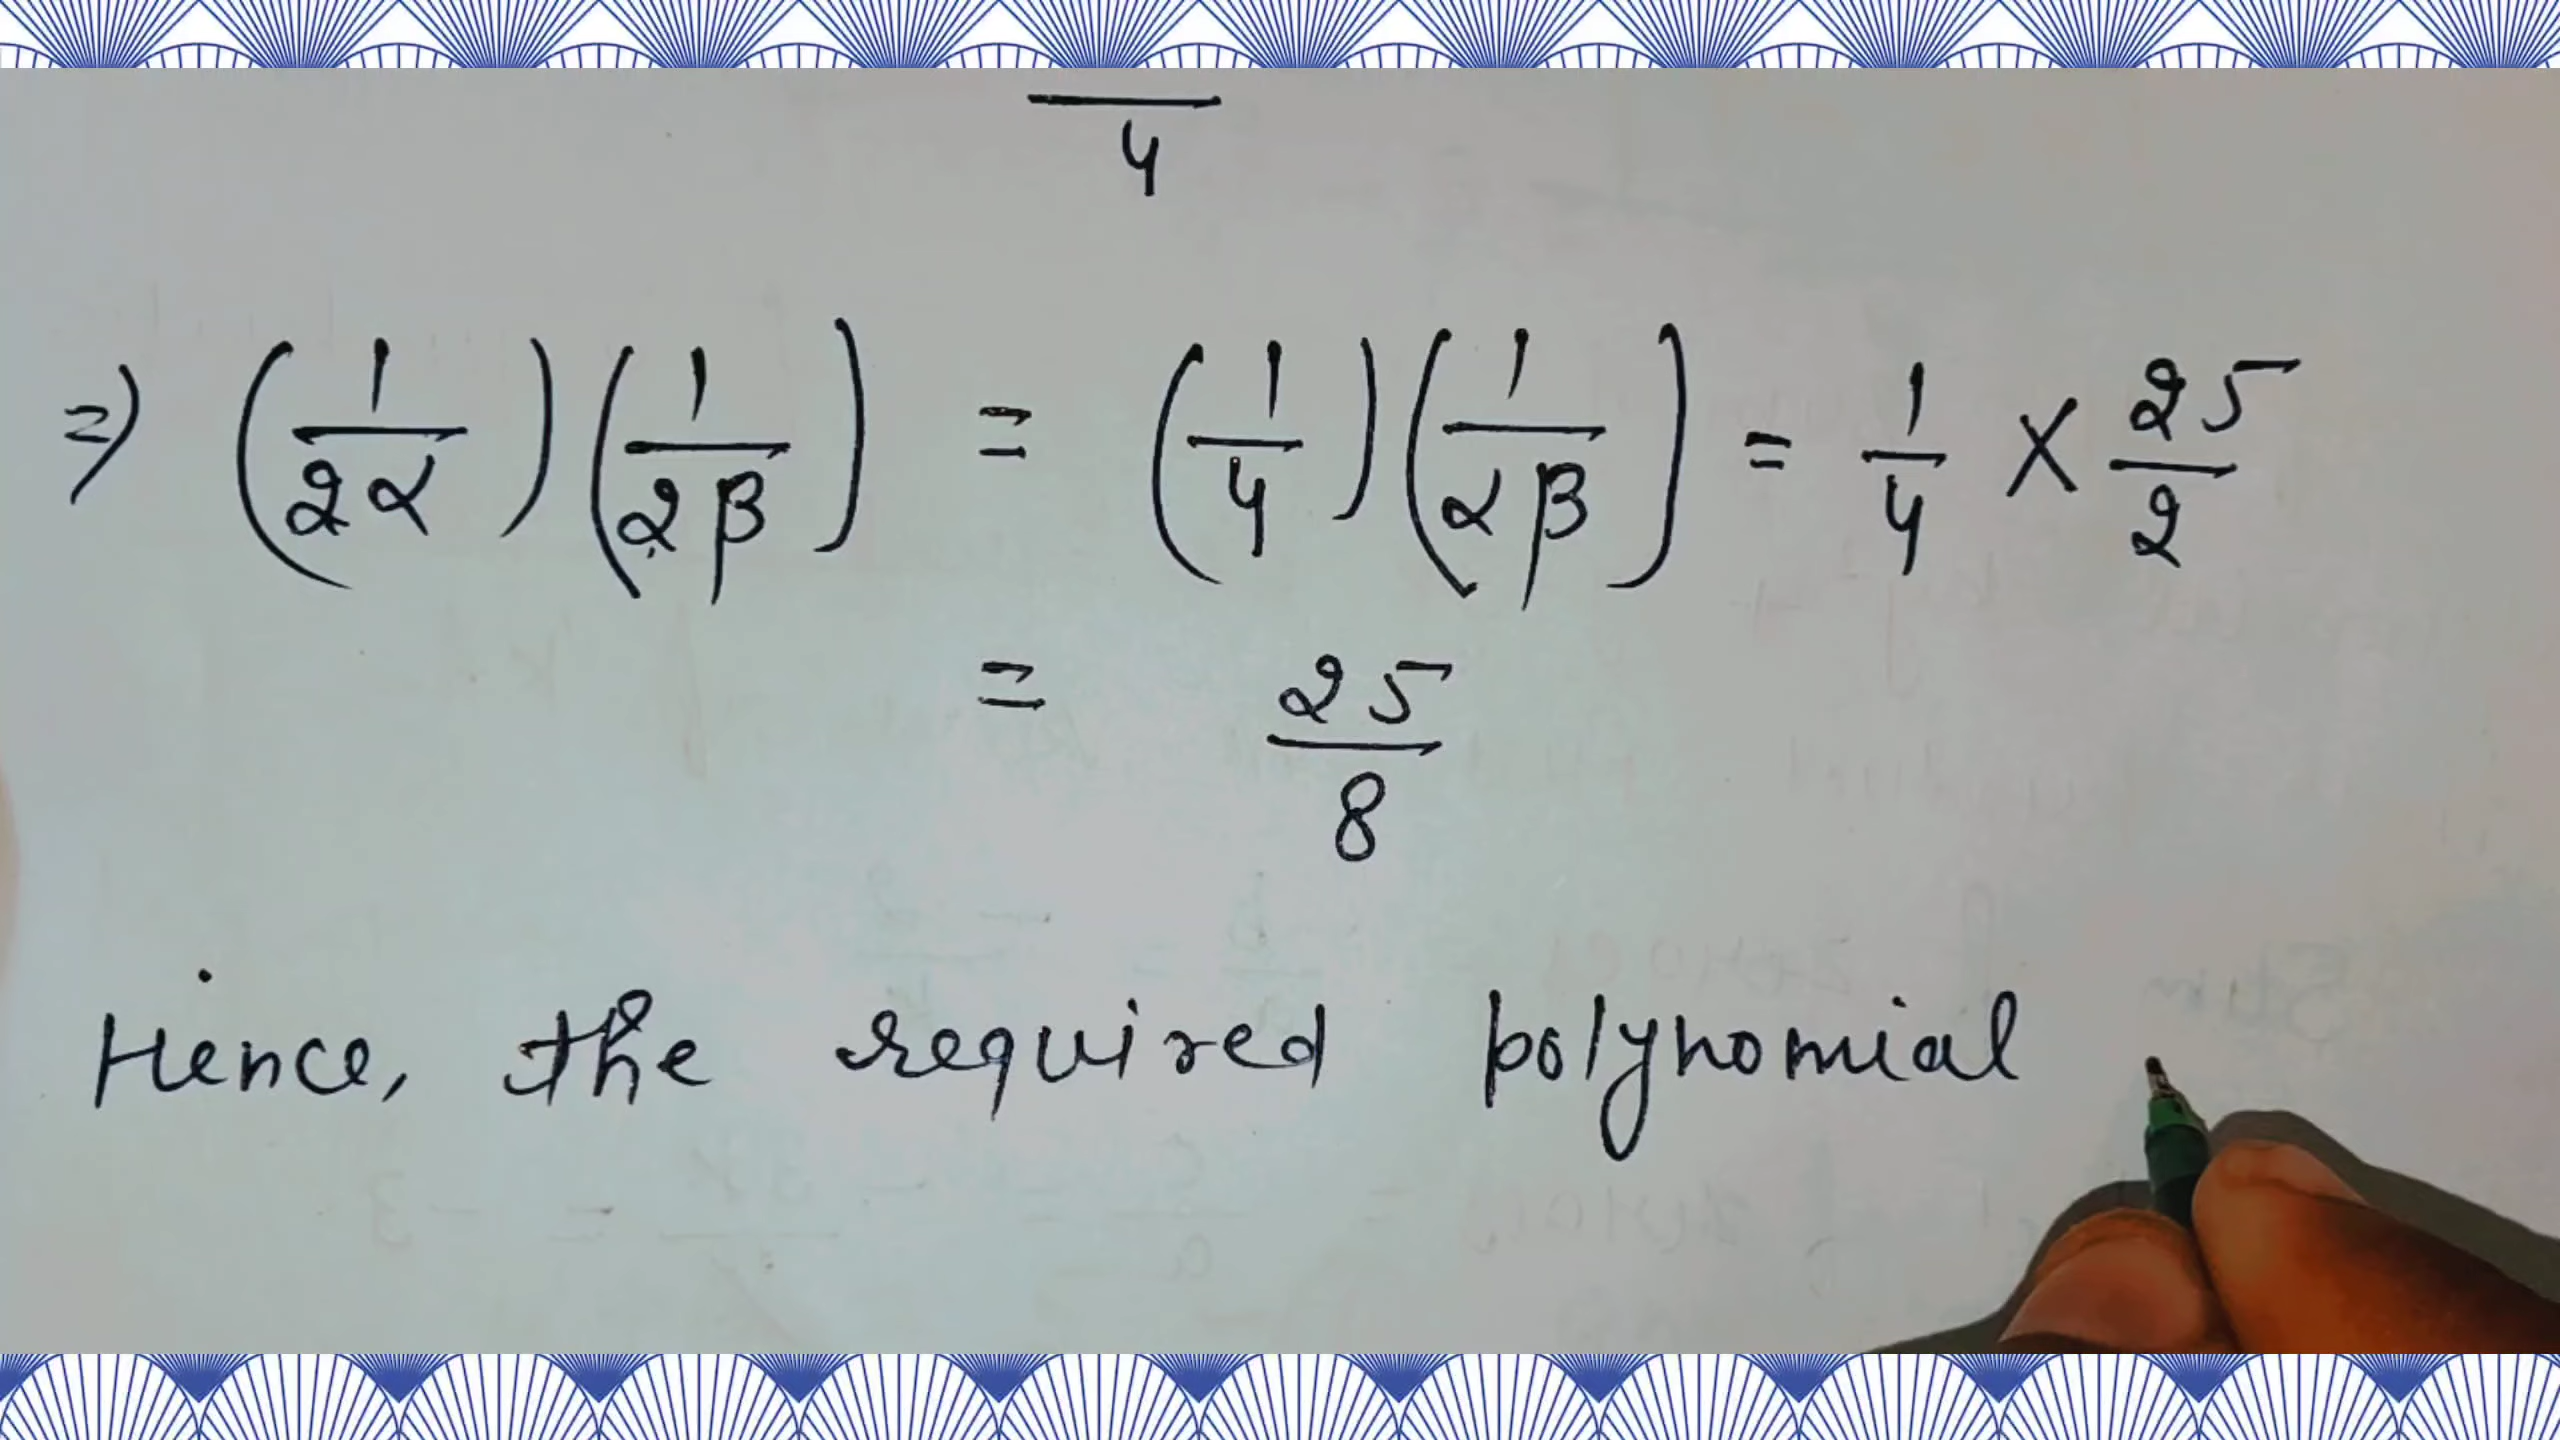 ―
4
⇒ (1/2α) (1/2β) = (1/4) (1/αβ) = 1/4 × 25/2
= 25/8
Hence, the required polynomial